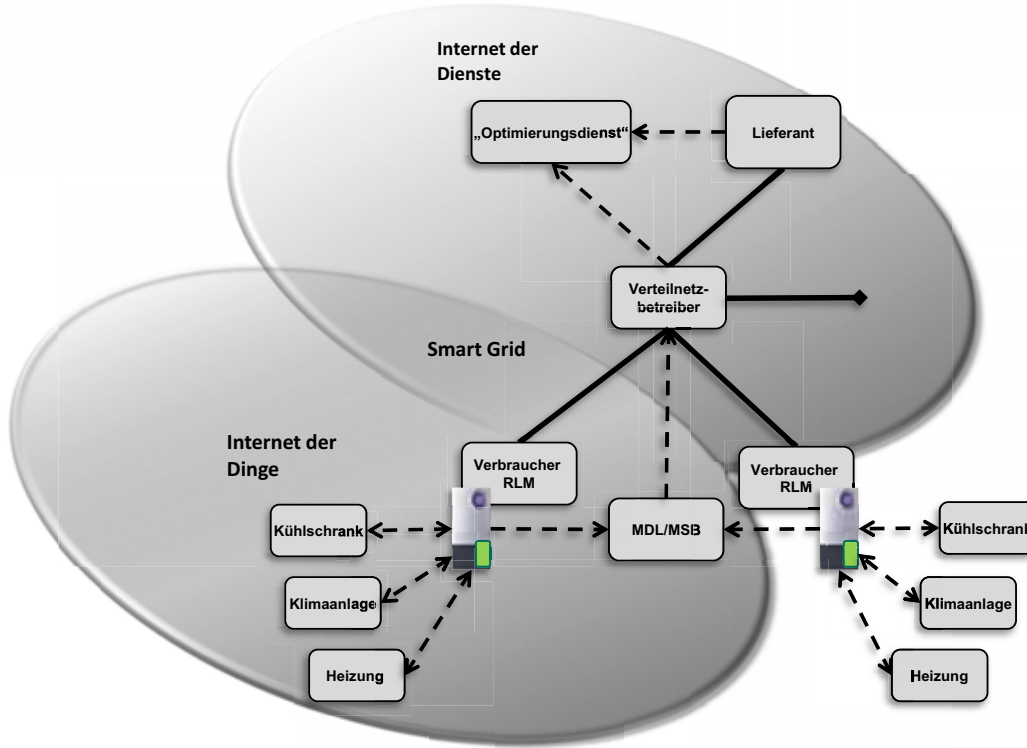 Internet der
Dienste
„Optimierungsdienst“
Lieferant
Verteilnetz-
betreiber
Smart Grid
Internet der
Dinge
Verbraucher
RLM
Verbraucher
RLM
Kühlschrank
MDL/MSB
Kühlschrank
Klimaanlage
Klimaanlage
Heizung
Heizung